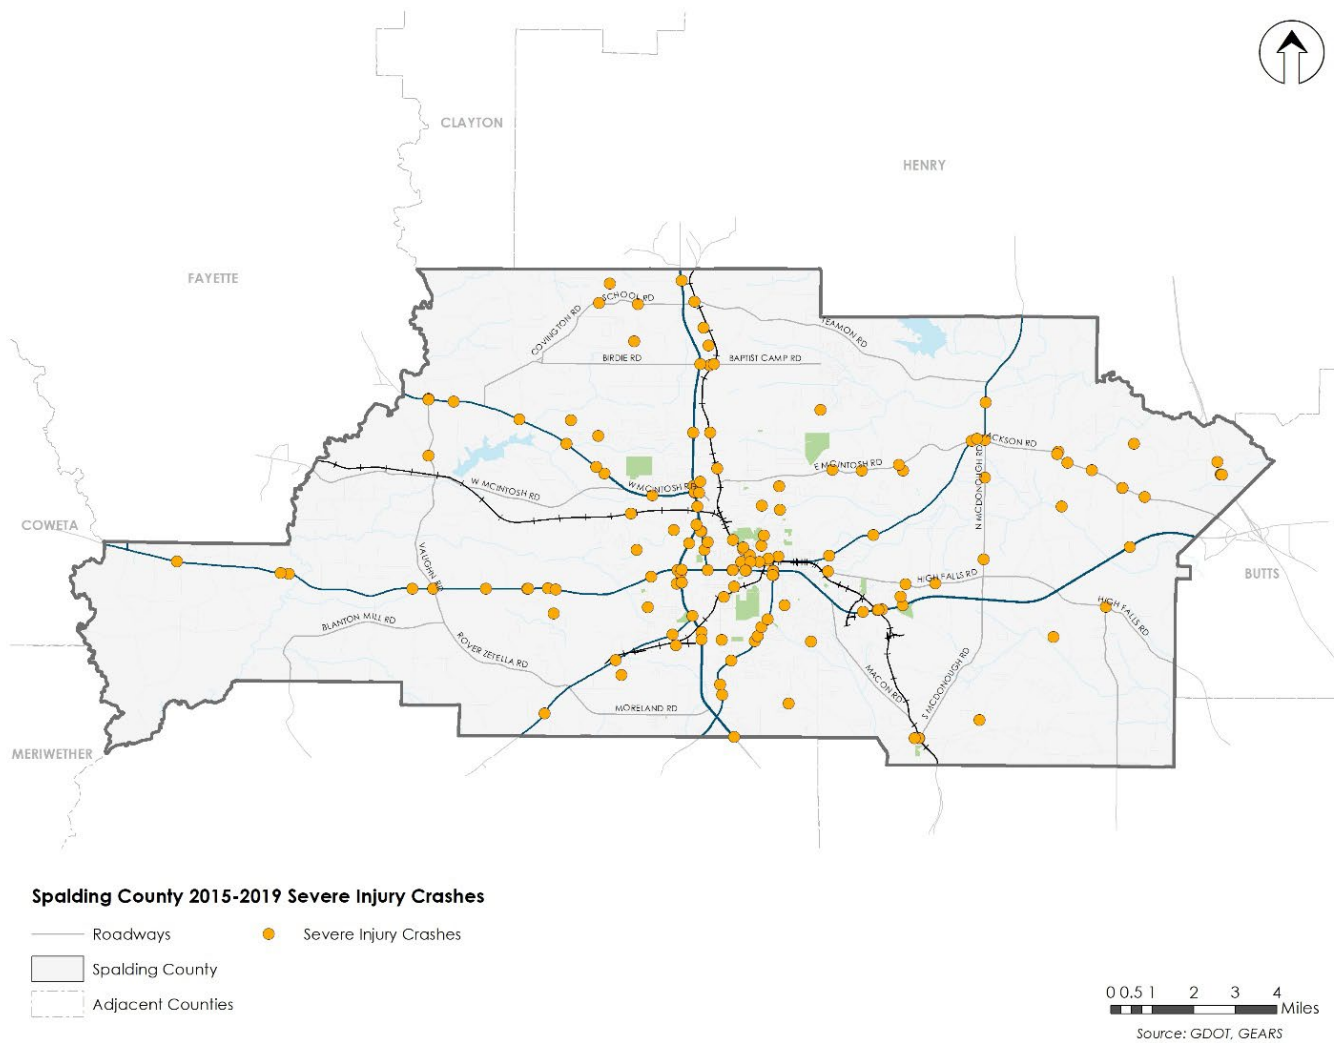 CLAYTON
HENRY
FAYETTE
SCHOOL RD
COVINGTON RD
TEAMON RD
BIRDIE RD
BAPTIST CAMP RD
JACKSON RD
E MCINTOSH RD
W MCINTOSH RD
W MCINTOSH RD
N MCDONOUGH RD
COWETA
VAUGHN RD
HIGH FALLS RD
BUTTS
HIGH FALLS RD
BLANTON MILL RD
ROVER ZETELLA RD
MACON RD
S MCDONOUGH RD
MORELAND RD
MERIWETHER
Spalding County 2015-2019 Severe Injury Crashes
Roadways
Severe Injury Crashes
Spalding County
Adjacent Counties
0 0.5 1 2 3 4
Miles
Source: GDOT, GEARS